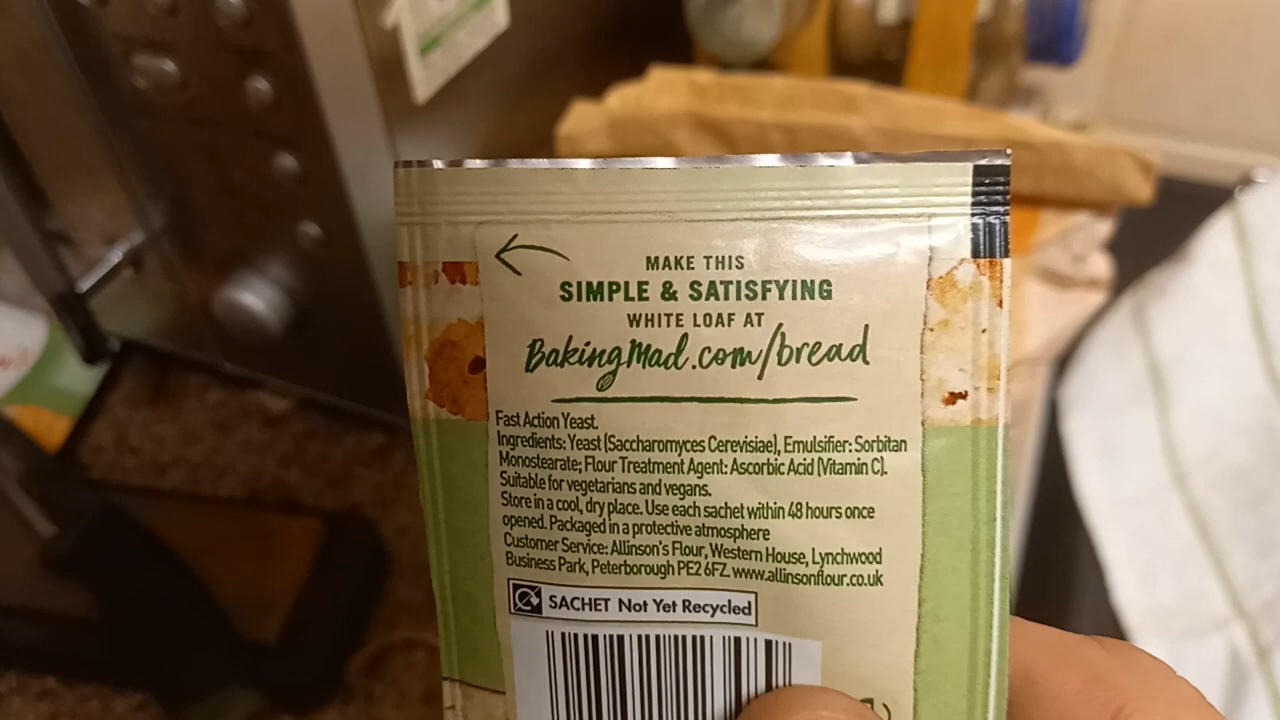 MAKE THIS
SIMPLE & SATISFYING
WHITE LOAF AT
BakingMad.com/bread
Fast Action Yeast.
Ingredients: Yeast (Saccharomyces Cerevisiae), Emulsifier: Sorbitan
Monostearate; Flour Treatment Agent: Ascorbic Acid (Vitamin C).
Suitable for vegetarians and vegans.
Store in a cool, dry place. Use each sachet within 48 hours once
opened. Packaged in a protective atmosphere
Customer Service: Allinson's Flour, Western House, Lynchwood
Business Park, Peterborough PE2 6FZ. www.allinsonflour.co.uk
SACHET Not Yet Recycled